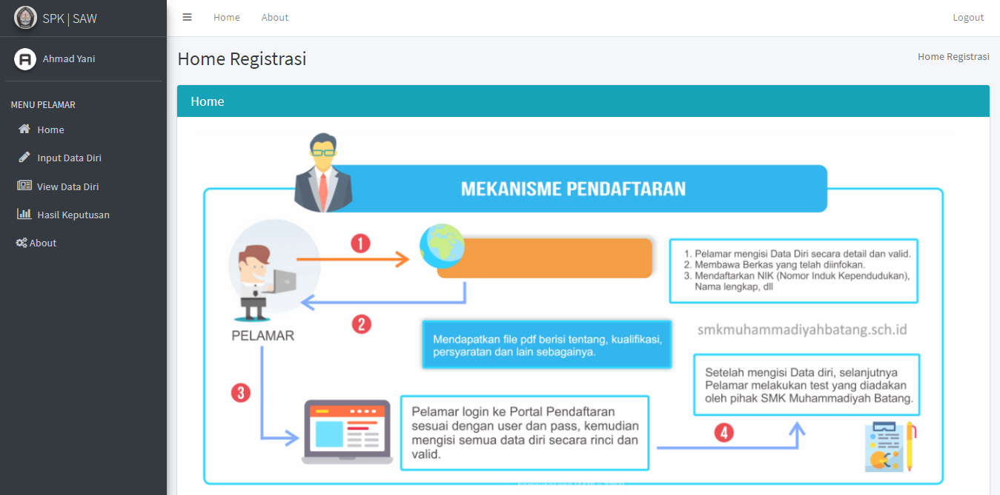 SPK | SAW
Home
About
Logout
Ahmad Yani
MENU PELAMAR
Home
Input Data Diri
View Data Diri
Hasil Keputusan
About
Home Registrasi
Home Registrasi
Home
MEKANISME PENDAFTARAN
1
1. Pelamar mengisi Data Diri secara detail dan valid.
2. Membawa Berkas yang telah diinfokan.
3. Mendaftarkan NIK (Nomor Induk Kependudukan),
Nama lengkap, dll
2
PELAMAR
smkmuhammadiyahbatang.sch.id
Mendapatkan file pdf berisi tentang, kualifikasi,
persyaratan dan lain sebagainya.
3
Pelamar login ke Portal Pendaftaran
sesuai dengan user dan pass, kemudian
mengisi semua data diri secara rinci dan
valid.
4
Setelah mengisi Data diri, selanjutnya
Pelamar melakukan test yang diadakan
oleh pihak SMK Muhammadiyah Batang.